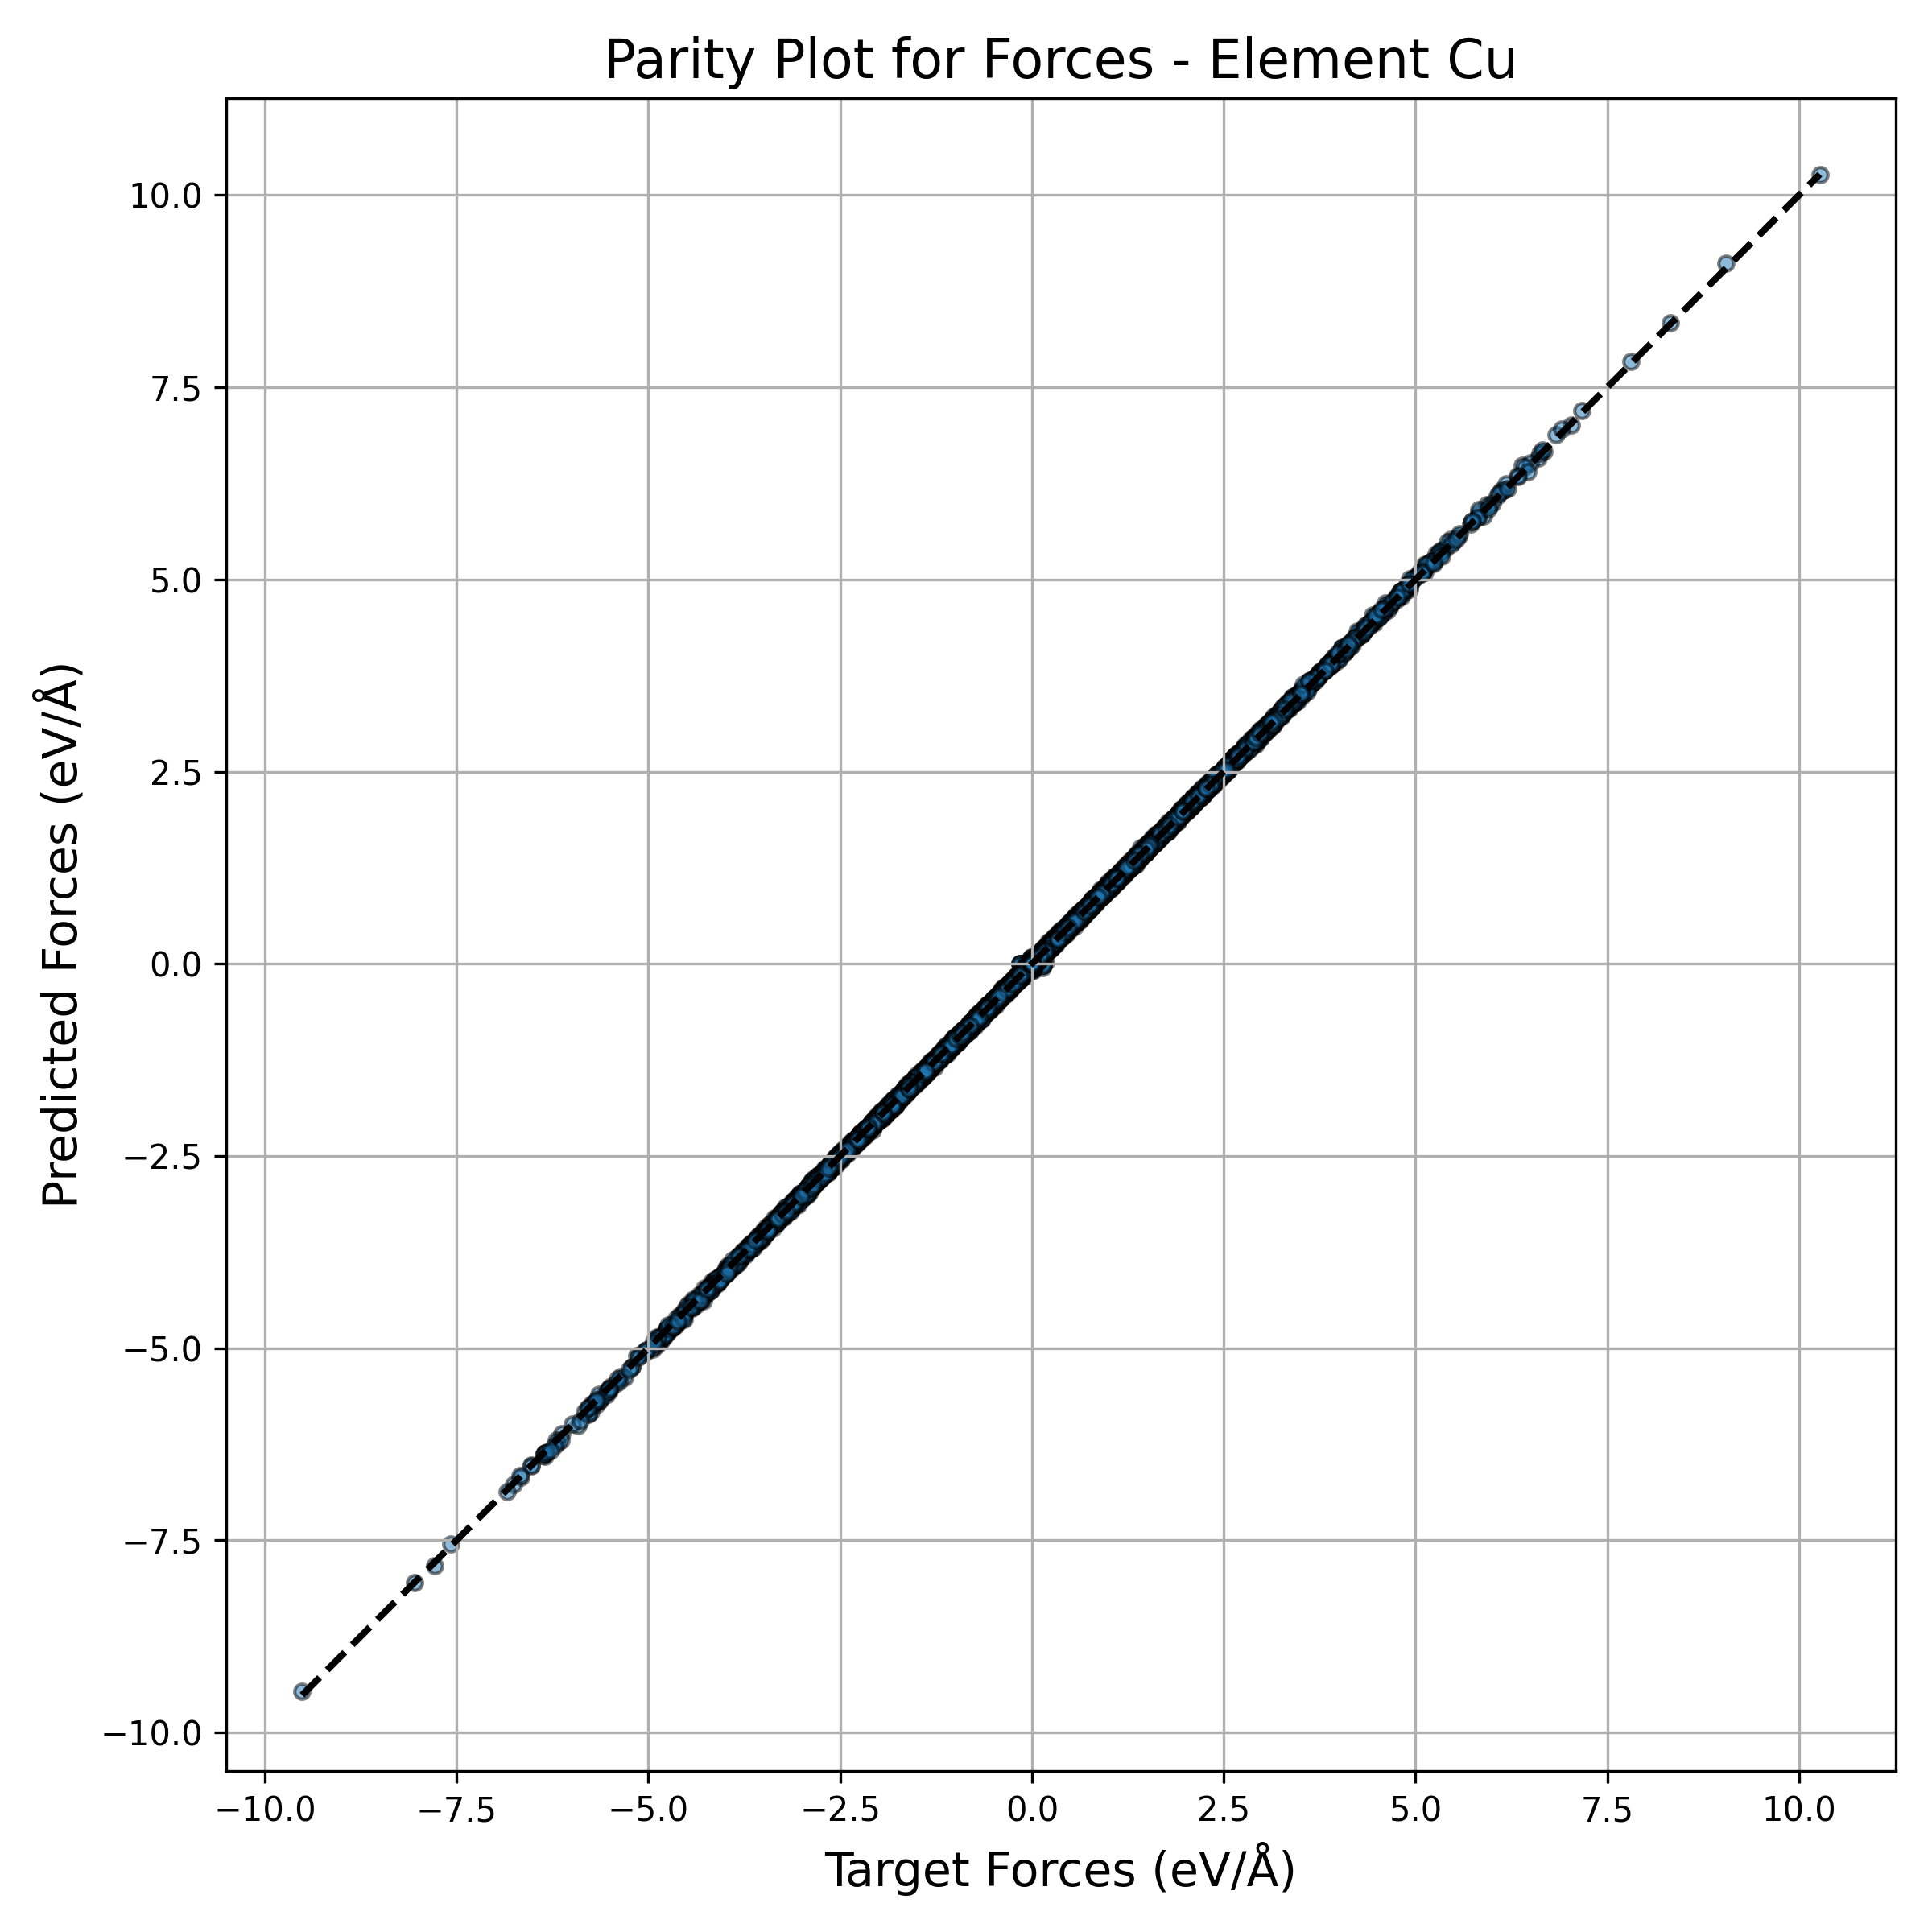 Parity Plot for Forces - Element Cu
Predicted Forces (eV/Å)
10.0
7.5
5.0
2.5
0.0
−2.5
−5.0
−7.5
−10.0
−10.0 −7.5 −5.0 −2.5 0.0 2.5 5.0 7.5 10.0
Target Forces (eV/Å)